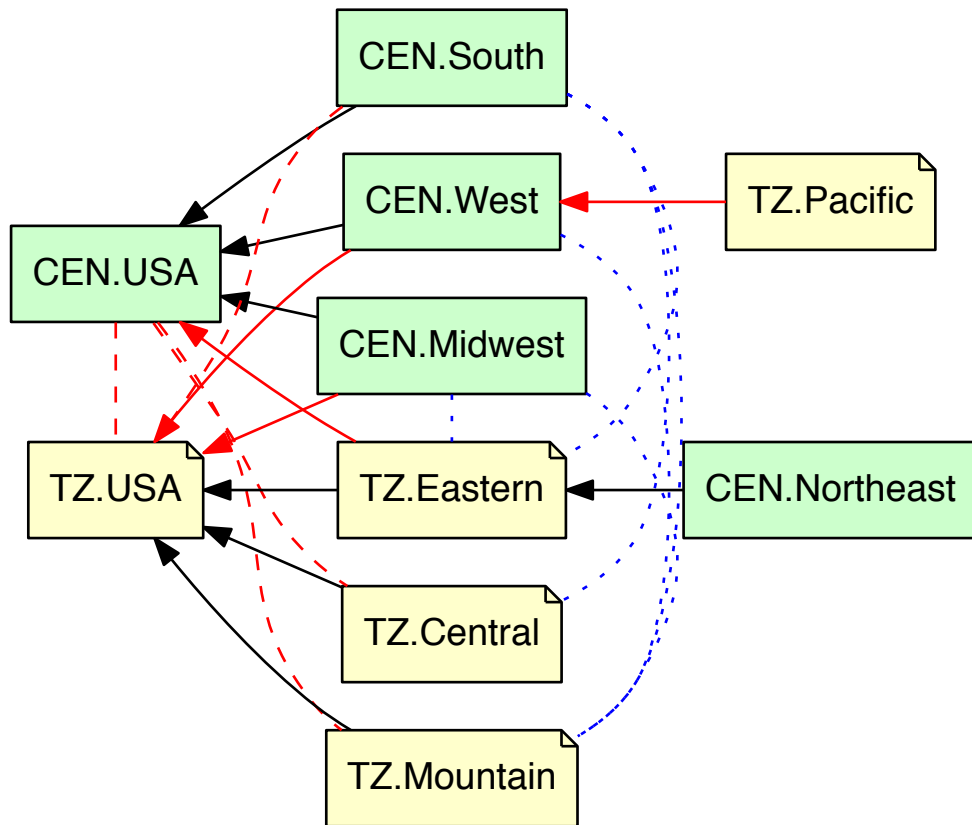 CEN.South
CEN.West
TZ.Pacific
CEN.USA
CEN.Midwest
TZ.USA
TZ.Eastern
CEN.Northeast
TZ.Central
TZ.Mountain